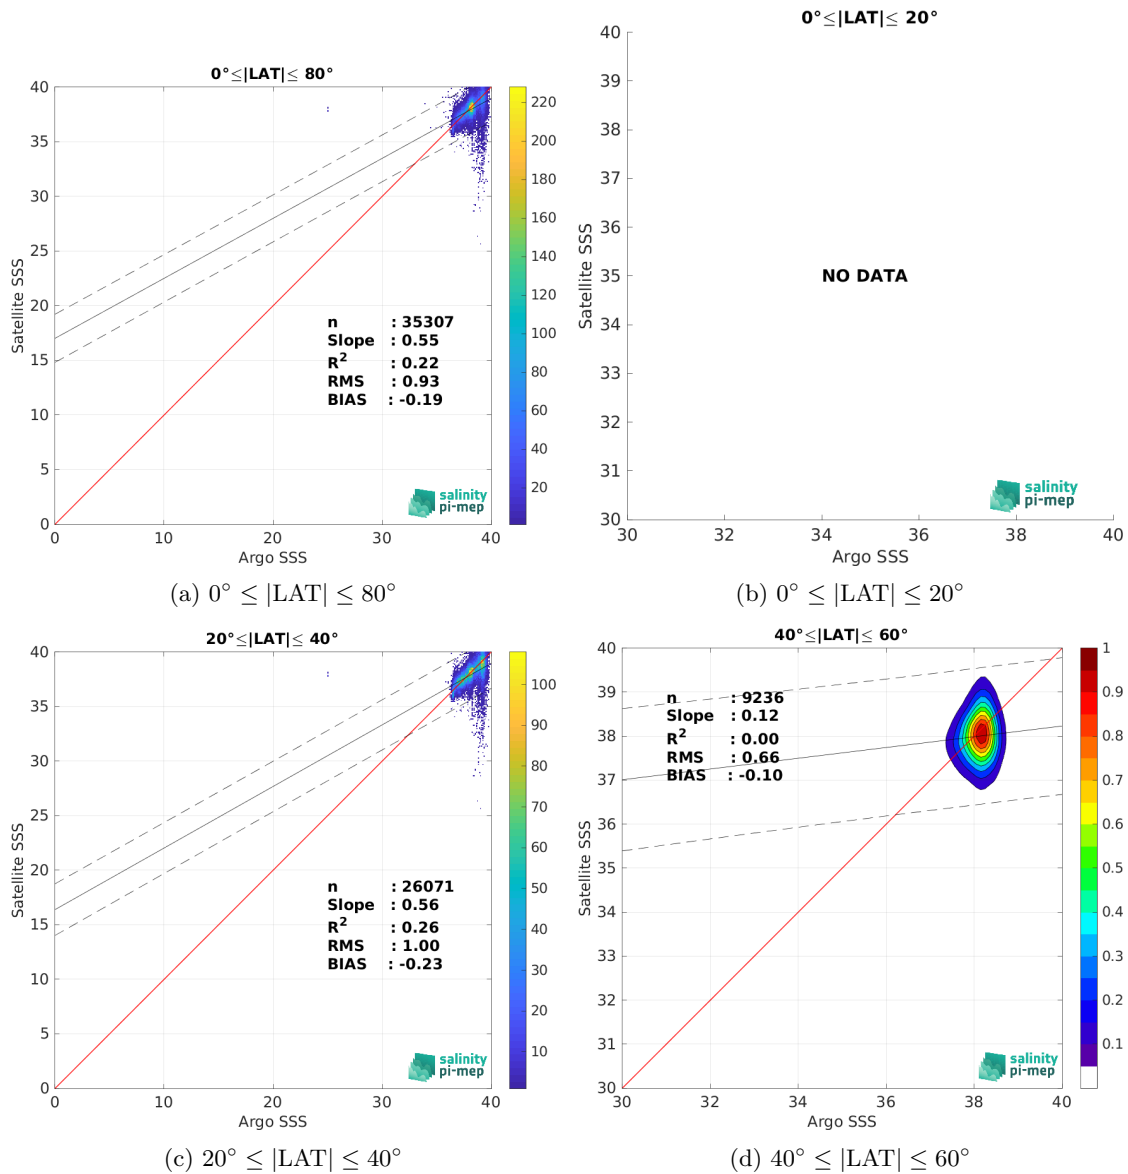 0°≤|LAT|≤ 80°
Satellite SSS
40
35
30
25
20
15
10
5
0
0
10
20
30
40
Argo SSS
n : 35307
Slope : 0.55
R² : 0.22
RMS : 0.93
BIAS : -0.19
salinity
pi-mep
220
200
180
160
140
120
100
80
60
40
20
(a) 0° ≤ |LAT| ≤ 80°
0°≤|LAT|≤ 20°
Satellite SSS
40
39
38
37
36
35
34
33
32
31
30
30
32
34
36
38
40
Argo SSS
NO DATA
salinity
pi-mep
(b) 0° ≤ |LAT| ≤ 20°
20°≤|LAT|≤ 40°
Satellite SSS
40
35
30
25
20
15
10
5
0
0
10
20
30
40
Argo SSS
n : 26071
Slope : 0.56
R² : 0.26
RMS : 1.00
BIAS : -0.23
salinity
pi-mep
100
90
80
70
60
50
40
30
20
10
(c) 20° ≤ |LAT| ≤ 40°
40°≤|LAT|≤ 60°
Satellite SSS
40
39
38
37
36
35
34
33
32
31
30
30
32
34
36
38
40
Argo SSS
n : 9236
Slope : 0.12
R² : 0.00
RMS : 0.66
BIAS : -0.10
salinity
pi-mep
1
0.9
0.8
0.7
0.6
0.5
0.4
0.3
0.2
0.1
(d) 40° ≤ |LAT| ≤ 60°